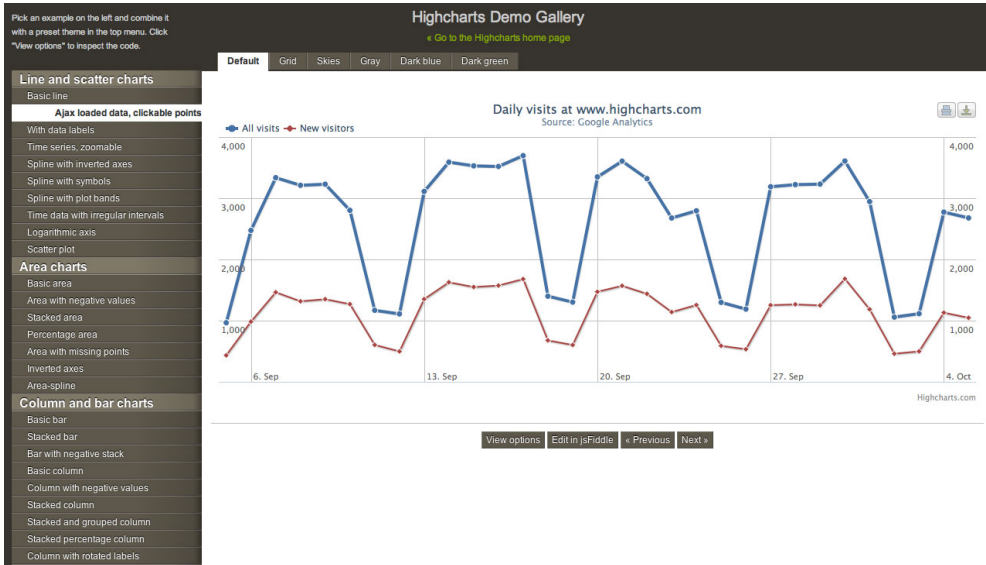 Pick an example on the left and combine it
with a preset theme in the top menu. Click
"View options" to inspect the code.
Highcharts Demo Gallery
« Go to the Highcharts home page
Default
Grid
Skies
Gray
Dark blue
Dark green
Line and scatter charts
Basic line
Ajax loaded data, clickable points
With data labels
Time series, zoomable
Spline with inverted axes
Spline with symbols
Spline with plot bands
Time data with irregular intervals
Logarithmic axis
Scatter plot
Area charts
Basic area
Area with negative values
Stacked area
Percentage area
Area with missing points
Inverted axes
Area-spline
Column and bar charts
Basic bar
Stacked bar
Bar with negative stack
Basic column
Column with negative values
Stacked column
Stacked and grouped column
Stacked percentage column
Column with rotated labels
Daily visits at www.highcharts.com
Source: Google Analytics
All visits
New visitors
4,000
3,000
2,000
1,000
4,000
3,000
2,000
1,000
6. Sep
13. Sep
20. Sep
27. Sep
4. Oct
Highcharts.com
View options
Edit in jsFiddle
« Previous
Next »